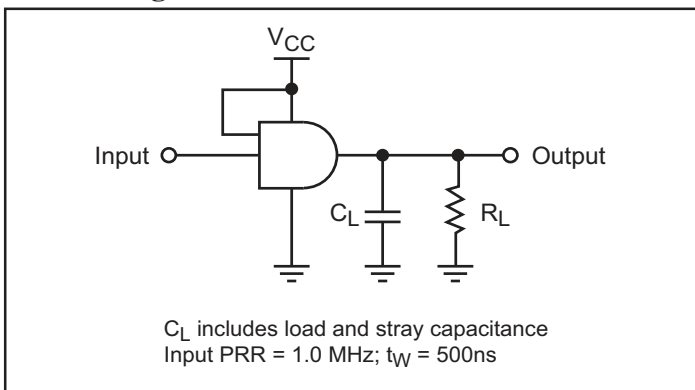 VCC
Input
Output
CL
RL
CL includes load and stray capacitance
Input PRR = 1.0 MHz; tW = 500ns